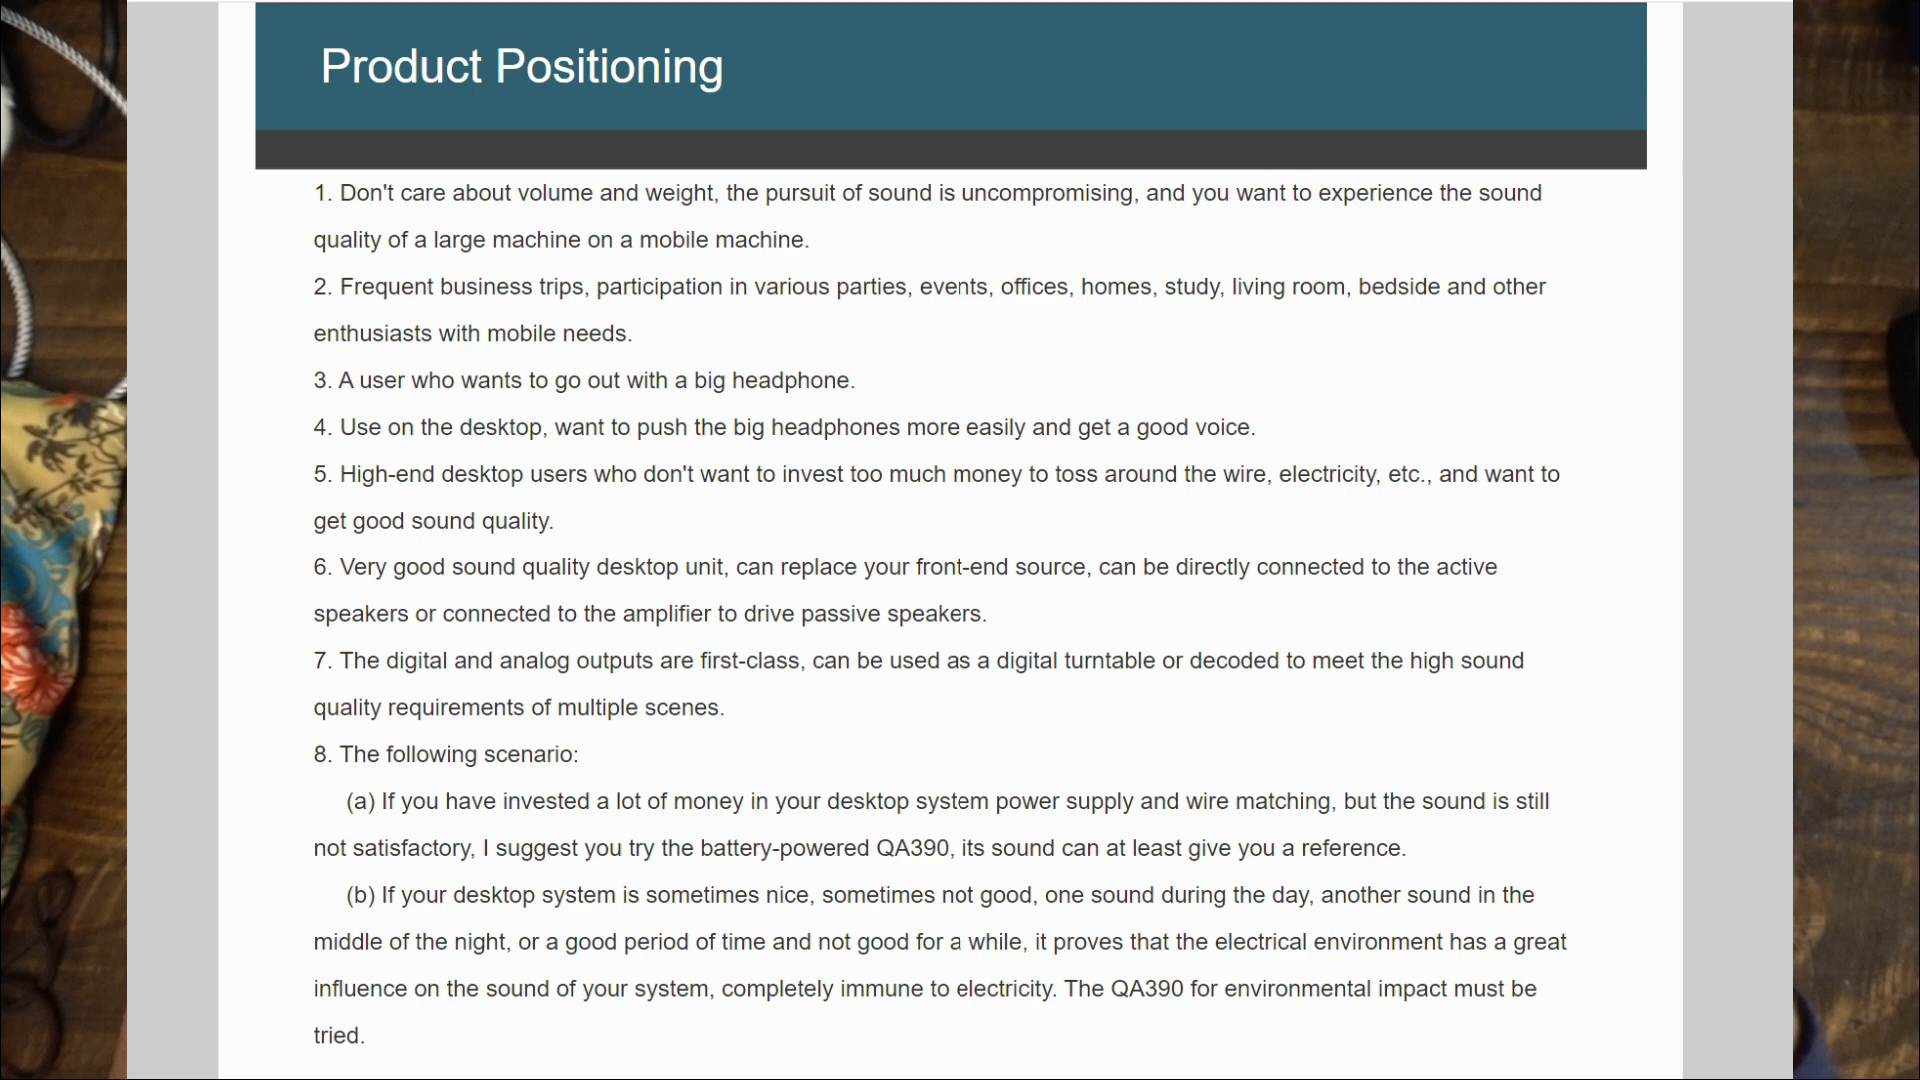 Product Positioning
1. Don't care about volume and weight, the pursuit of sound is uncompromising, and you want to experience the sound
quality of a large machine on a mobile machine.
2. Frequent business trips, participation in various parties, events, offices, homes, study, living room, bedside and other
enthusiasts with mobile needs.
3. A user who wants to go out with a big headphone.
4. Use on the desktop, want to push the big headphones more easily and get a good voice.
5. High-end desktop users who don't want to invest too much money to toss around the wire, electricity, etc., and want to
get good sound quality.
6. Very good sound quality desktop unit, can replace your front-end source, can be directly connected to the active
speakers or connected to the amplifier to drive passive speakers.
7. The digital and analog outputs are first-class, can be used as a digital turntable or decoded to meet the high sound
quality requirements of multiple scenes.
8. The following scenario:
(a) If you have invested a lot of money in your desktop system power supply and wire matching, but the sound is still
not satisfactory, I suggest you try the battery-powered QA390, its sound can at least give you a reference.
(b) If your desktop system is sometimes nice, sometimes not good, one sound during the day, another sound in the
middle of the night, or a good period of time and not good for a while, it proves that the electrical environment has a great
influence on the sound of your system, completely immune to electricity. The QA390 for environmental impact must be
tried.